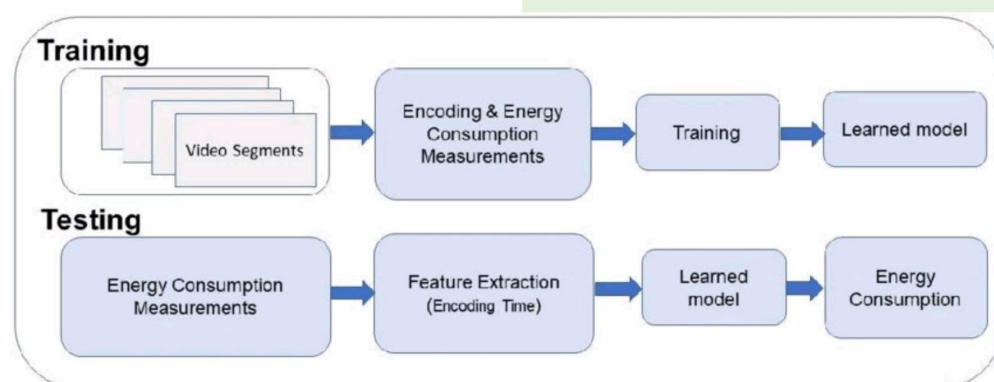 Training
Video Segments
Encoding & Energy
Consumption
Measurements
Training
Learned model
Testing
Energy Consumption
Measurements
Feature Extraction
(Encoding Time)
Learned
model
Energy
Consumption